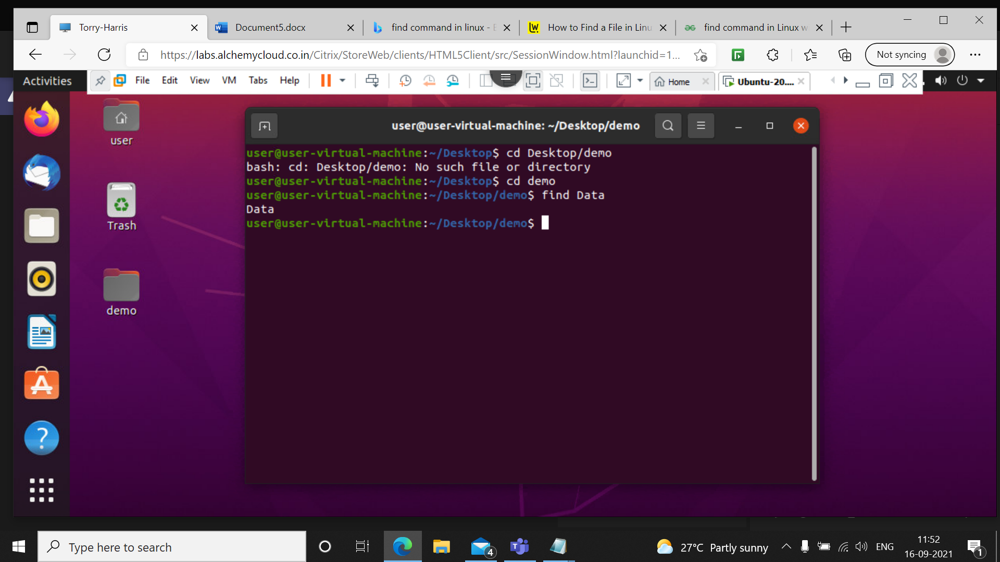 Torry-Harris
Document5.docx
find command in linux - B
How to Find a File in Linu
find command in Linux w
https://labs.alchemycloud.co.in/Citrix/StoreWeb/clients/HTML5Client/src/SessionWindow.html?launchid=1...
Not syncing
Activities
File Edit View VM Tabs Help
Home
Ubuntu-20....
user
Trash
demo
user@user-virtual-machine: ~/Desktop/demo
user@user-virtual-machine:~/Desktop$ cd Desktop/demo
bash: cd: Desktop/demo: No such file or directory
user@user-virtual-machine:~/Desktop$ cd demo
user@user-virtual-machine:~/Desktop/demo$ find Data
Data
user@user-virtual-machine:~/Desktop/demo$
Type here to search
4
27°C Partly sunny
ENG
11:52
16-09-2021
1